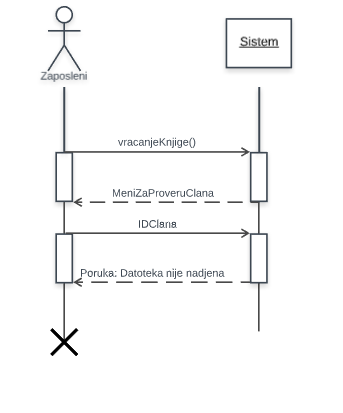 Zaposleni
Sistem
vracanjeKnjige()
MeniZaProveruClana
IDClana
Poruka: Datoteka nije nadjena